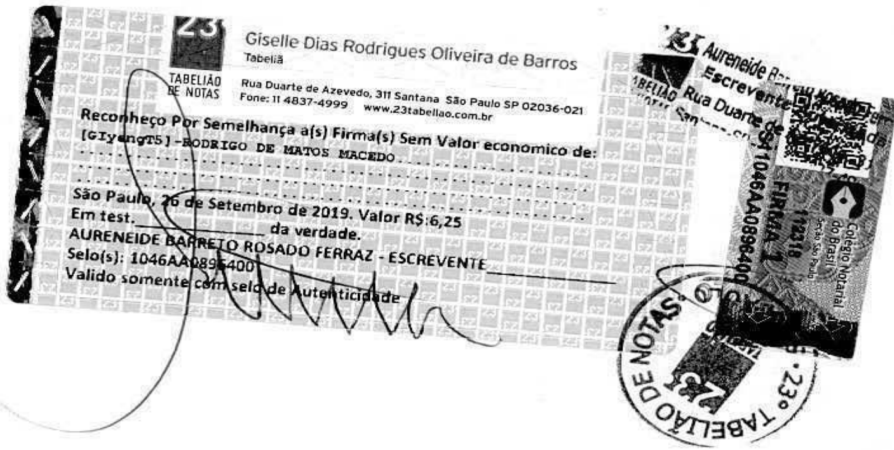 23
TABELIÃO
DE NOTAS
Giselle Dias Rodrigues Oliveira de Barros
Tabeliã
Rua Duarte de Azevedo, 311 Santana São Paulo SP 02036-021
Fone: 11 4837-4999 www.23tabeliao.com.br
Reconheço Por Semelhança a(s) Firma(s) Sem Valor economico de:
[GIyengT5]-RODRIGO DE MATOS MACEDO
São Paulo, 26 de Setembro de 2019. Valor R$:6,25
Em test. da verdade.
AURENEIDE BARRETO ROSADO FERRAZ - ESCREVENTE
Selo(s): 1046AA0896400
Valido somente com selo de Autenticidade
23
Aureneide
Escrevente
Rua Duarte de
Colégio Notarial
do Brasil
Seção São Paulo
112318
FIRMA 1
1046AA0896400
23º TABELIÃO DE NOTAS
23